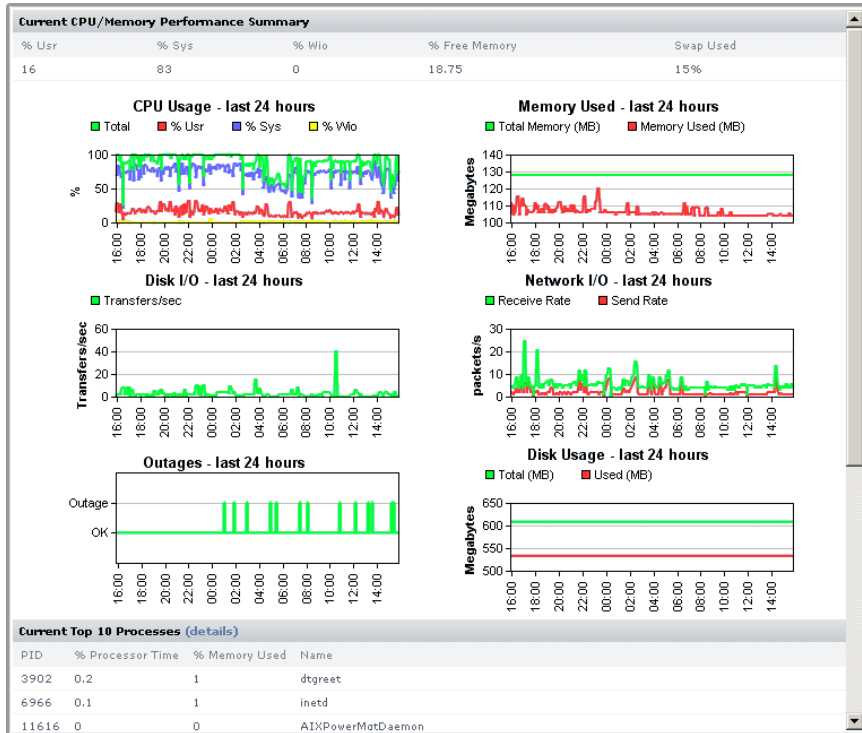 Current CPU/Memory Performance Summary
% Usr % Sys % Wio % Free Memory Swap Used
16 83 0 18.75 15%
CPU Usage - last 24 hours
Total % Usr % Sys % Wio
100
50
0
%
16:00 18:00 20:00 22:00 00:00 02:00 04:00 06:00 08:00 10:00 12:00 14:00
Memory Used - last 24 hours
Total Memory (MB) Memory Used (MB)
140
130
120
110
100
Megabytes
16:00 18:00 20:00 22:00 00:00 02:00 04:00 06:00 08:00 10:00 12:00 14:00
Disk I/O - last 24 hours
Transfers/sec
60
40
20
0
Transfers/sec
16:00 18:00 20:00 22:00 00:00 02:00 04:00 06:00 08:00 10:00 12:00 14:00
Network I/O - last 24 hours
Receive Rate Send Rate
30
20
10
0
packets/s
16:00 18:00 20:00 22:00 00:00 02:00 04:00 06:00 08:00 10:00 12:00 14:00
Outages - last 24 hours
Outage
OK
16:00 18:00 20:00 22:00 00:00 02:00 04:00 06:00 08:00 10:00 12:00 14:00
Disk Usage - last 24 hours
Total (MB) Used (MB)
650
600
550
500
Megabytes
16:00 18:00 20:00 22:00 00:00 02:00 04:00 06:00 08:00 10:00 12:00 14:00
Current Top 10 Processes (details)
PID % Processor Time % Memory Used Name
3902 0.2 1 dtgreet
6966 0.1 1 inetd
11616 0 0 AIXPowerMgtDaemon